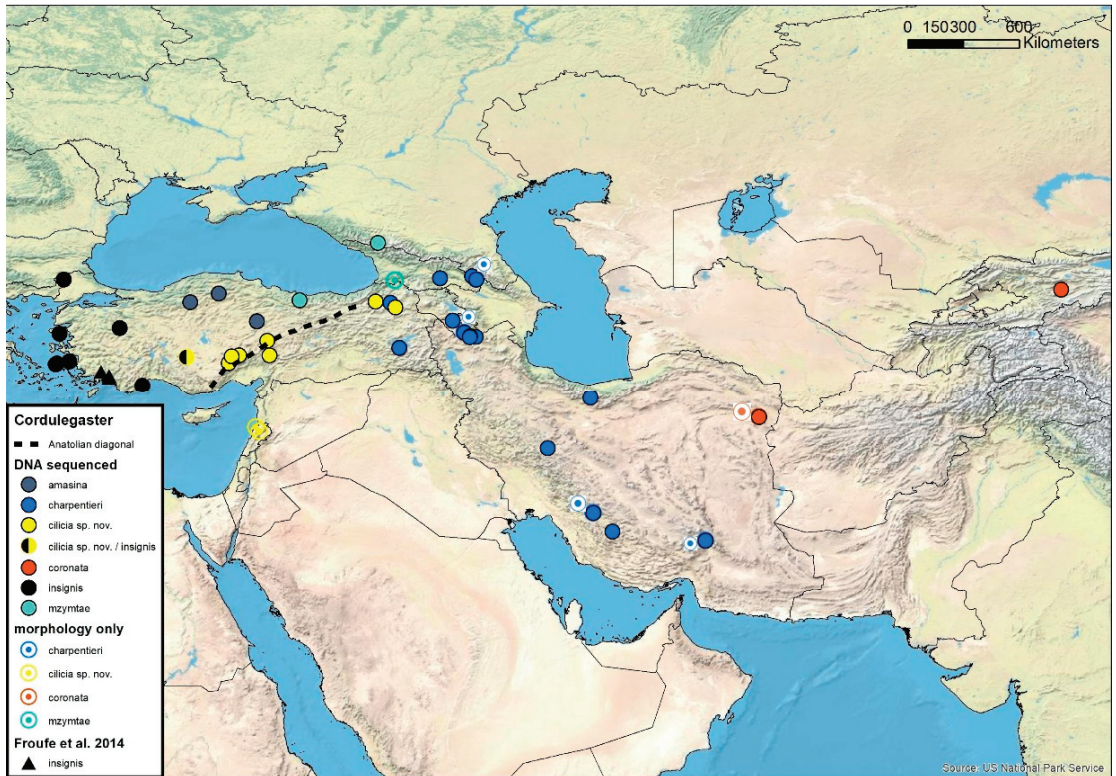 0 150300 600
Kilometers
Cordulegaster
Anatolian diagonal
DNA sequenced
amasina
charpentieri
cilicia sp. nov.
cilicia sp. nov. / insignis
coronata
insignis
mzymtae
morphology only
charpentieri
cilicia sp. nov.
coronata
mzymtae
Froufe et al. 2014
insignis
Source: US National Park Service